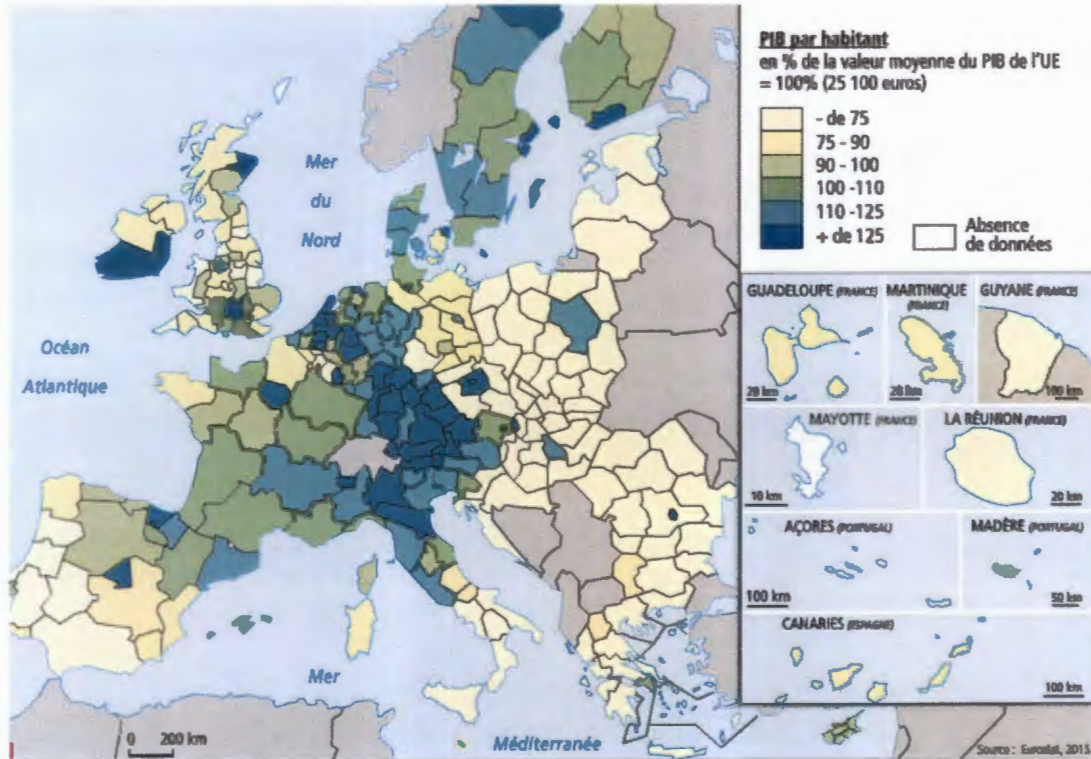 PIB par habitant
en % de la valeur moyenne du PIB de l'UE
= 100% (25 100 euros)
- de 75
75 - 90
90 - 100
100 -110
110 -125
+ de 125
Absence
de données
Mer
du
Nord
Océan
Atlantique
Mer
Méditerranée
0 200 km
GUADELOUPE (FRANCE)
20 km
MARTINIQUE
(FRANCE)
20 km
GUYANE (FRANCE)
100 km
MAYOTTE (FRANCE)
10 km
LA RÉUNION (FRANCE)
20 km
AÇORES (PORTUGAL)
100 km
MADÈRE (PORTUGAL)
50 km
CANARIES (ESPAGNE)
100 km
Source : Eurostat, 2015